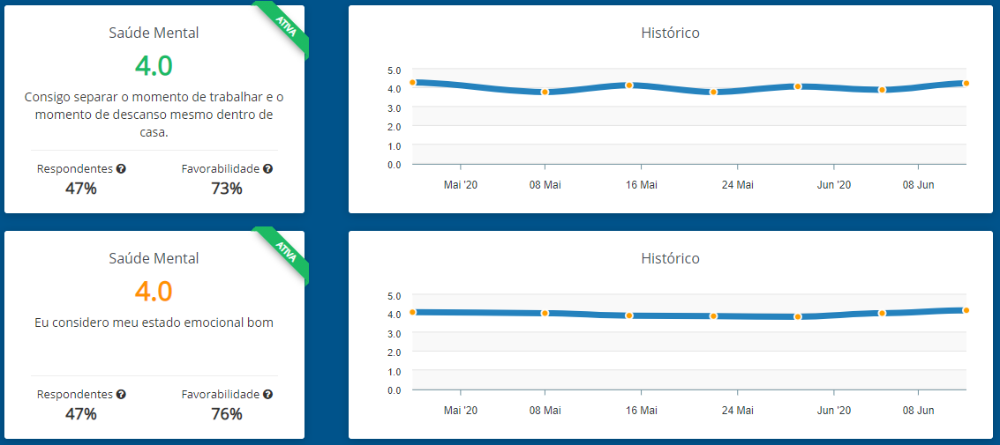 ATIVA
Saúde Mental
4.0
Consigo separar o momento de trabalhar e o
momento de descanso mesmo dentro de
casa.
Respondentes Favorabilidade
47% 73%
Histórico
5.0
4.0
3.0
2.0
1.0
0.0
Mai '20 08 Mai 16 Mai 24 Mai Jun '20 08 Jun
ATIVA
Saúde Mental
4.0
Eu considero meu estado emocional bom
Respondentes Favorabilidade
47% 76%
Histórico
5.0
4.0
3.0
2.0
1.0
0.0
Mai '20 08 Mai 16 Mai 24 Mai Jun '20 08 Jun